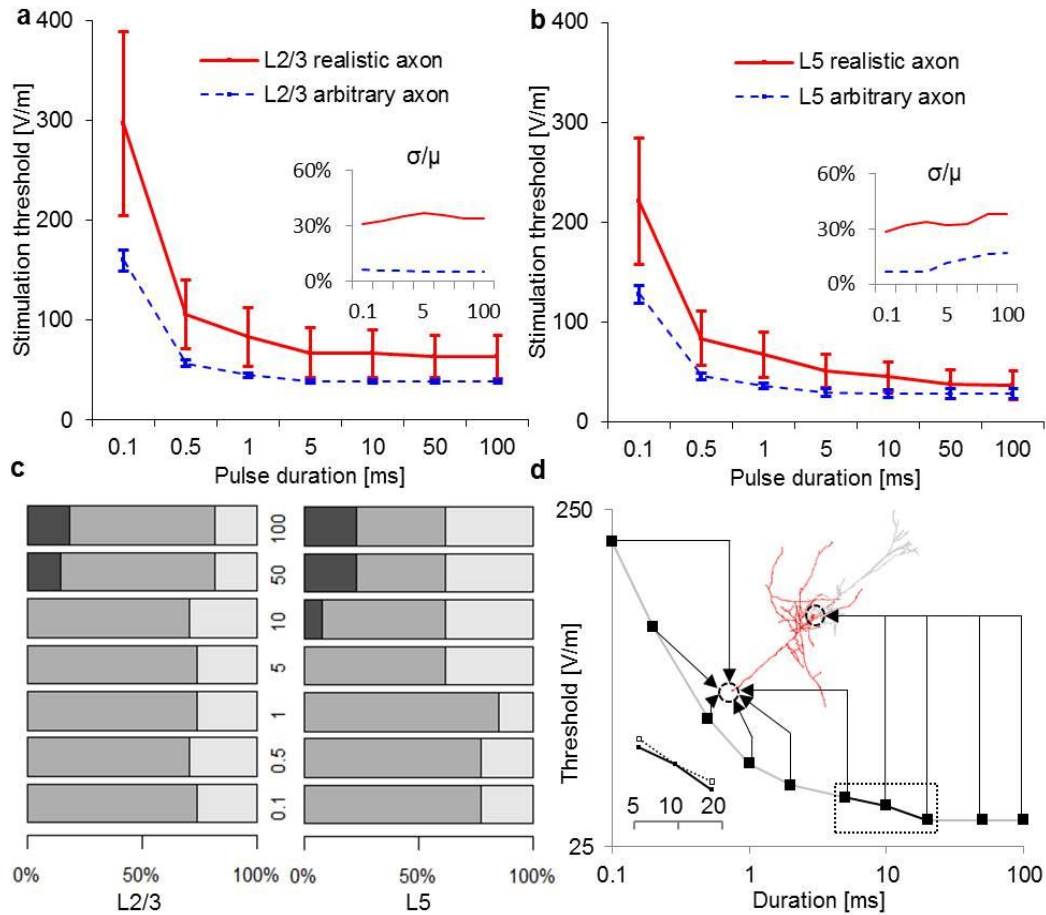 a
400
300
200
100
0
Stimulation threshold [V/m]
L2/3 realistic axon
L2/3 arbitrary axon
σ/μ
60%
30%
0%
0.1 5 100
0.1 0.5 1 5 10 50 100
Pulse duration [ms]
b
400
300
200
100
0
Stimulation threshold [V/m]
L5 realistic axon
L5 arbitrary axon
σ/μ
60%
30%
0%
0.1 5 100
0.1 0.5 1 5 10 50 100
Pulse duration [ms]
c
100
50
10
5
1
0.5
0.1
0% 50% 100%
L2/3
0% 50% 100%
L5
d
250
25
Threshold [V/m]
5 10 20
0.1 1 10 100
Duration [ms]